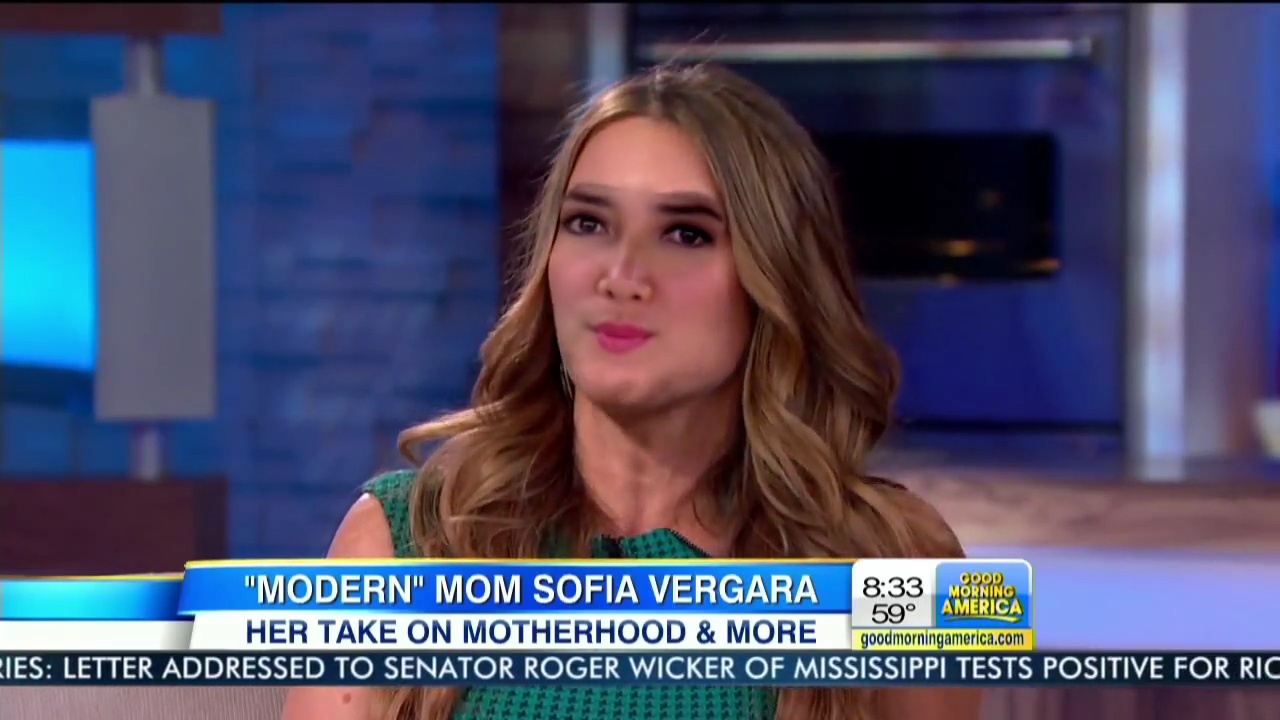 "MODERN" MOM SOFIA VERGARA
HER TAKE ON MOTHERHOOD & MORE
8:33
59°
GOOD
MORNING
AMERICA
goodmorningamerica.com
RIES: LETTER ADDRESSED TO SENATOR ROGER WICKER OF MISSISSIPPI TESTS POSITIVE FOR RIC